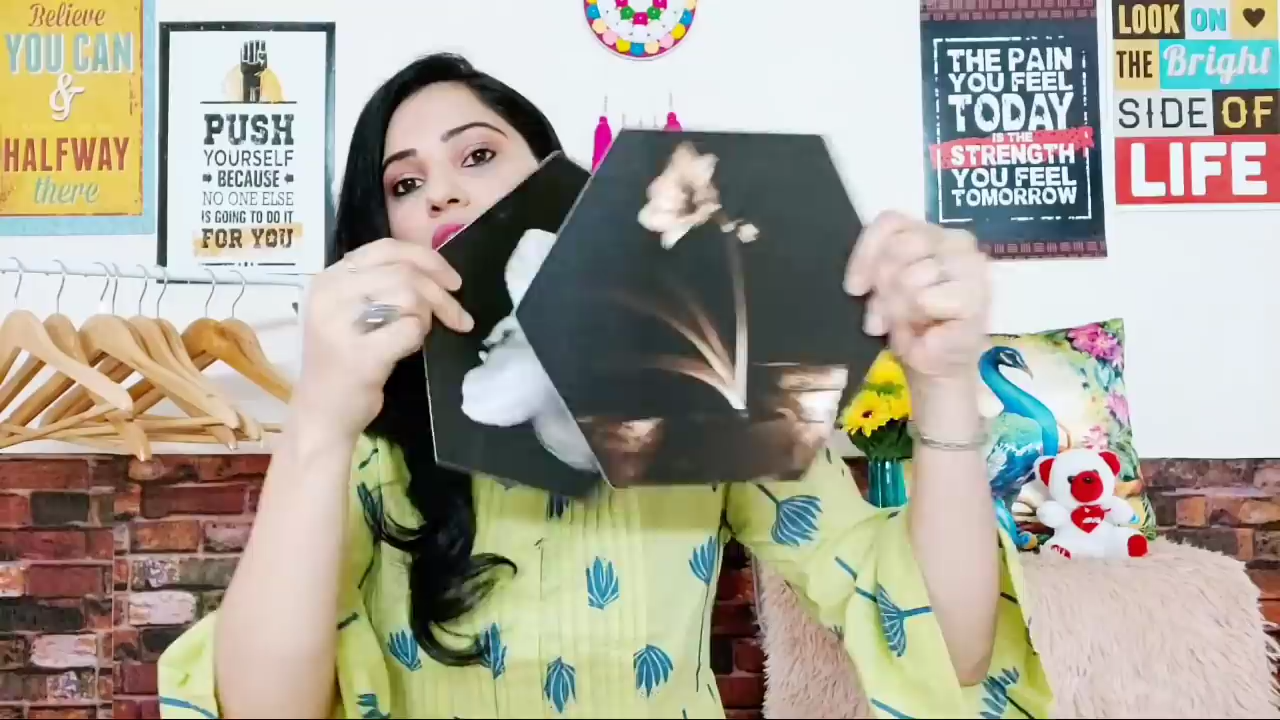 Believe
YOU CAN
&
HALFWAY
there
PUSH
YOURSELF
BECAUSE
NO ONE ELSE
IS GOING TO DO IT
FOR YOU
THE PAIN
YOU FEEL
TODAY
IS THE
STRENGTH
YOU FEEL
TOMORROW
LOOK ON
THE Bright
SIDE OF
LIFE